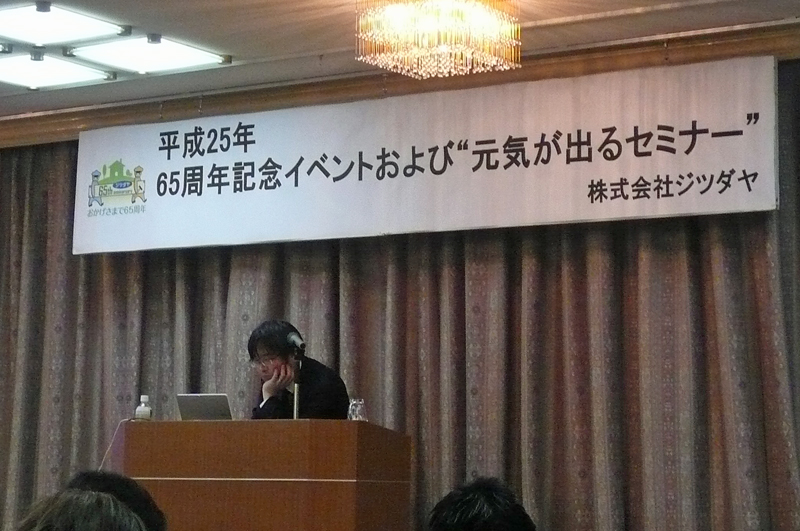 平成25年
65周年記念イベントおよび“元気が出るセミナー”
株式会社ジツダヤ
65th
おかげさまで65周年